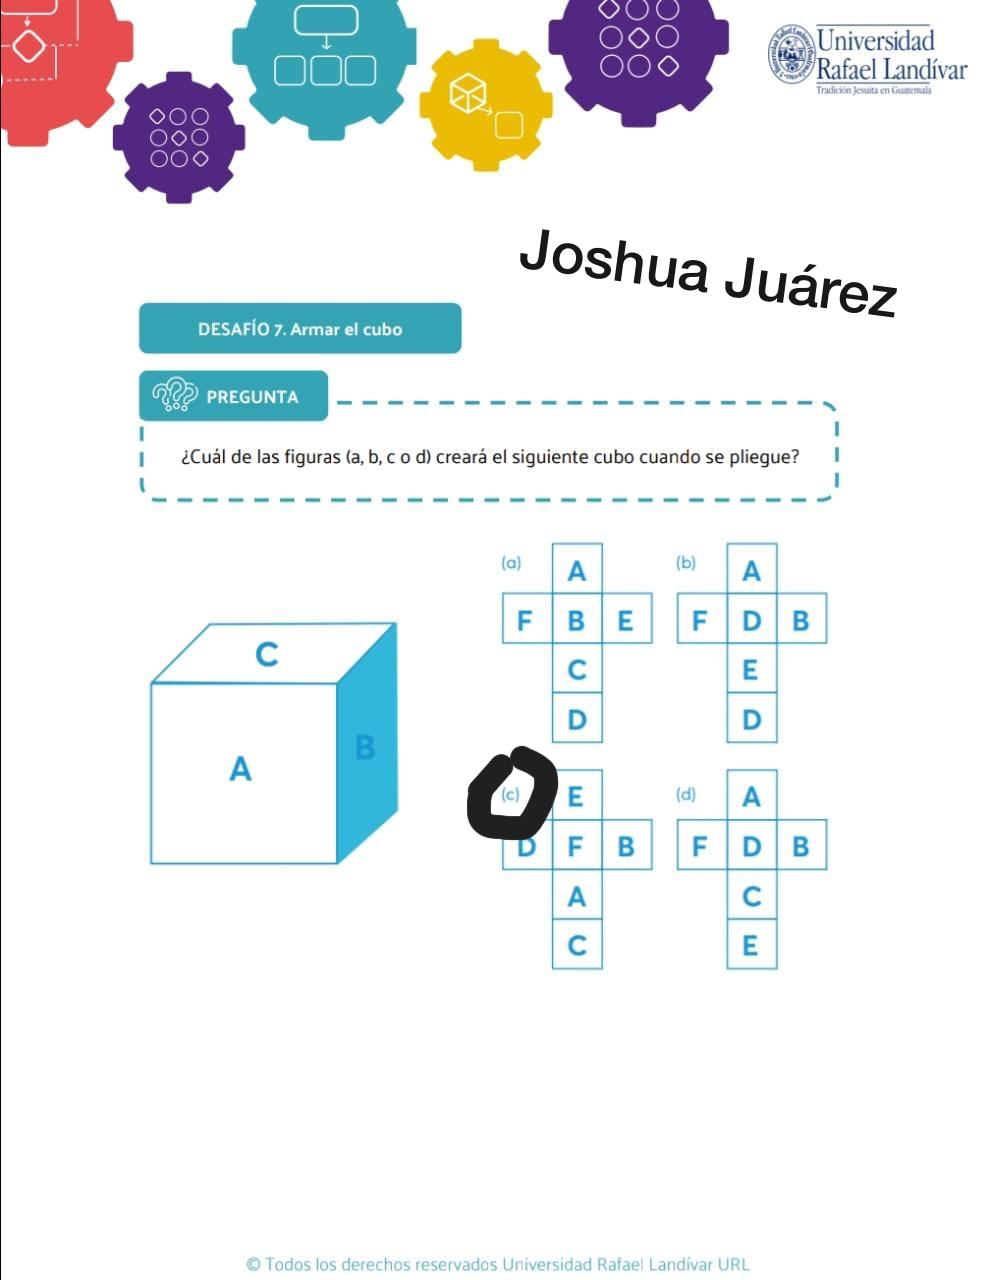 Universidad
Rafael Landívar
Tradición Jesuita en Guatemala
Joshua Juárez
DESAFÍO 7. Armar el cubo
PREGUNTA
¿Cuál de las figuras (a, b, c o d) creará el siguiente cubo cuando se pliegue?
C
A
B
(a)
A
F B E
C
D
(b)
A
F D B
E
D
(c)
E
D F B
A
C
(d)
A
F D B
C
E
© Todos los derechos reservados Universidad Rafael Landívar URL